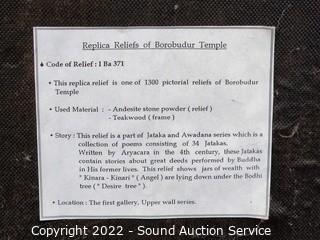 Replica Reliefs of Borobudur Temple
Code of Relief : I Ba 371
• This replica relief is one of 1300 pictorial reliefs of Borobudur
Temple
• Used Material : - Andesite stone powder ( relief )
- Teakwood ( frame )
• Story : This relief is a part of Jataka and Awadana series which is a
collection of poems consisting of 34 Jatakas.
Written by Aryacara in the 4th century, these Jatakas
contain stories about great deeds performed by Buddha
in His former lives. This relief shows jars of wealth with
" Kinara - Kinari " ( Angel ) are lying down under the Bodhi
tree ( " Desire tree " ).
• Location : The first gallery, Upper wall series.
Copyright 2022 - Sound Auction Service